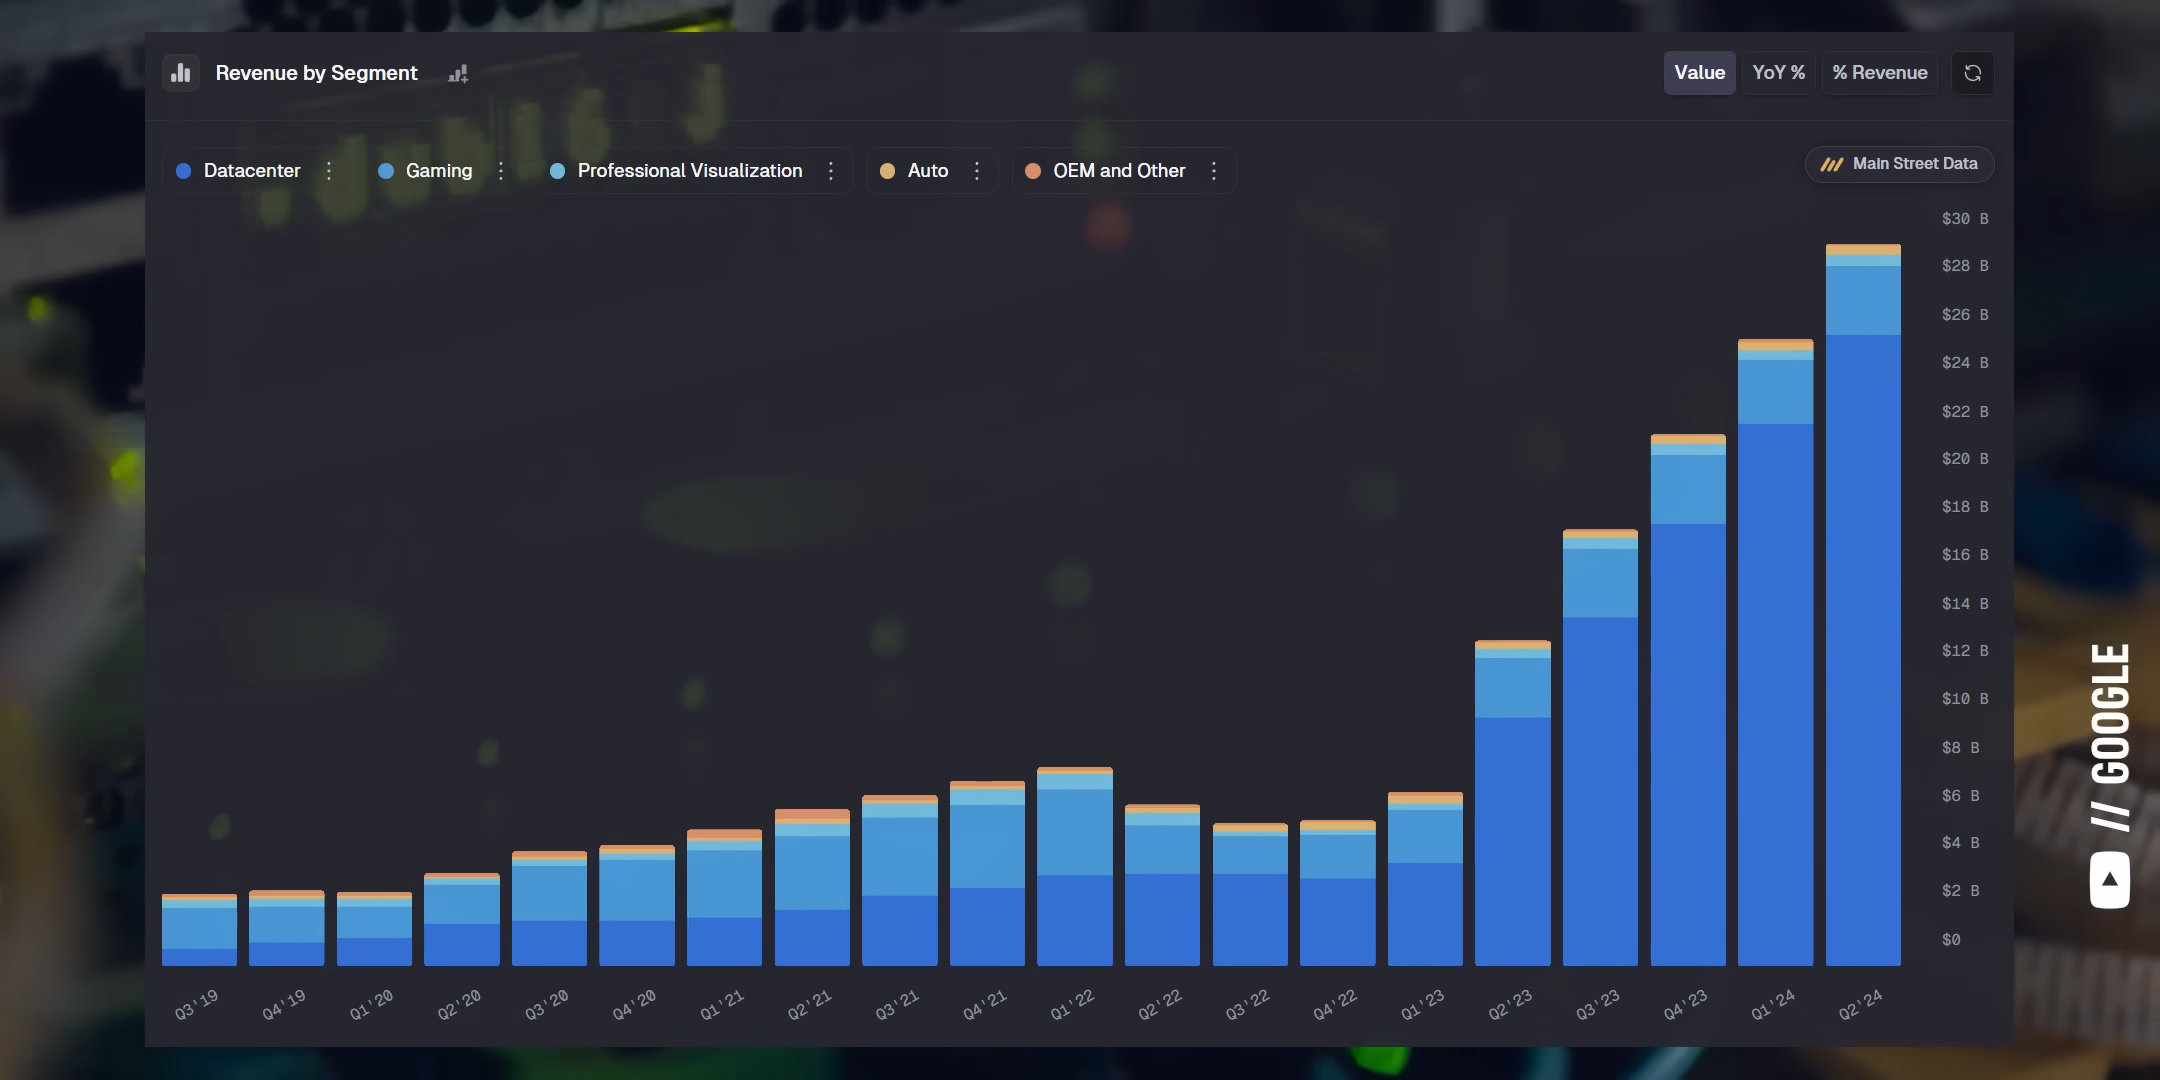 Revenue by Segment
Value
YoY %
% Revenue
Datacenter
Gaming
Professional Visualization
Auto
OEM and Other
Main Street Data
$30 B
$28 B
$26 B
$24 B
$22 B
$20 B
$18 B
$16 B
$14 B
$12 B
$10 B
$8 B
$6 B
$4 B
$2 B
$0
Q3'19
Q4'19
Q1'20
Q2'20
Q3'20
Q4'20
Q1'21
Q2'21
Q3'21
Q4'21
Q1'22
Q2'22
Q3'22
Q4'22
Q1'23
Q2'23
Q3'23
Q4'23
Q1'24
Q2'24
// GOOGLE